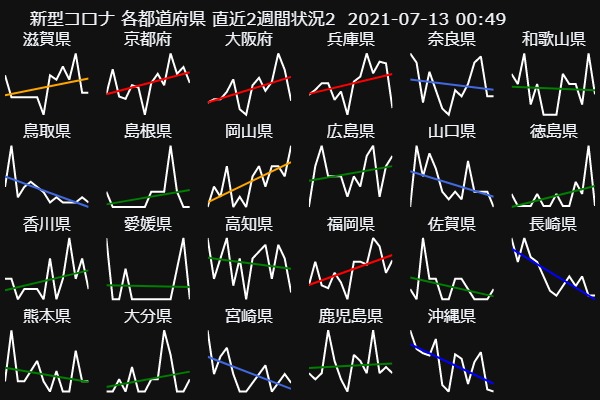 新型コロナ 各都道府県 直近2週間状況2 2021-07-13 00:49
滋賀県 京都府 大阪府 兵庫県 奈良県 和歌山県
鳥取県 島根県 岡山県 広島県 山口県 徳島県
香川県 愛媛県 高知県 福岡県 佐賀県 長崎県
熊本県 大分県 宮崎県 鹿児島県 沖縄県